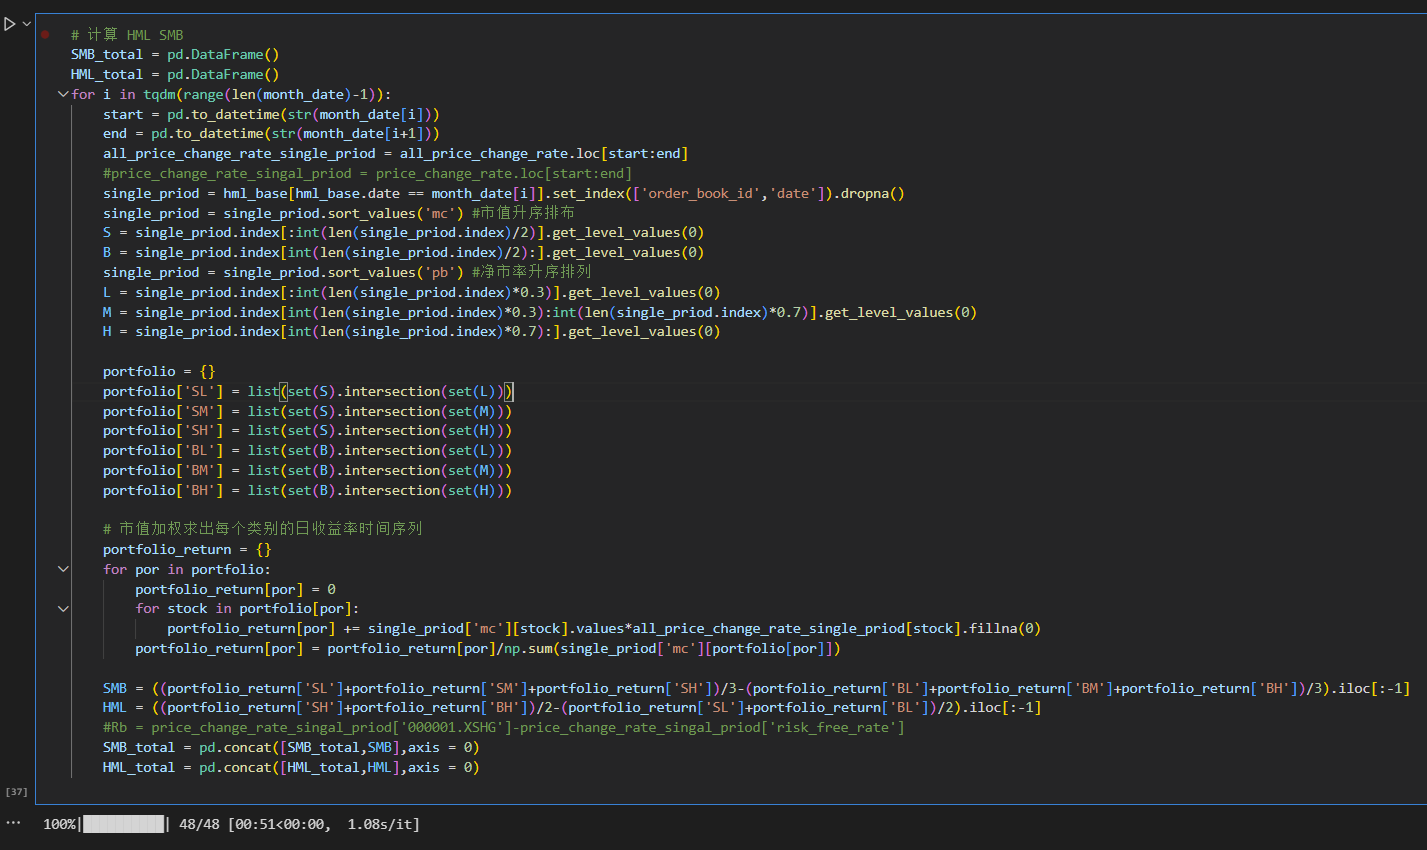 # 计算 HML SMB
SMB_total = pd.DataFrame()
HML_total = pd.DataFrame()
for i in tqdm(range(len(month_date)-1)):
start = pd.to_datetime(str(month_date[i]))
end = pd.to_datetime(str(month_date[i+1]))
all_price_change_rate_single_priod = all_price_change_rate.loc[start:end]
#price_change_rate_singal_priod = price_change_rate.loc[start:end]
single_priod = hml_base[hml_base.date == month_date[i]].set_index(['order_book_id','date']).dropna()
single_priod = single_priod.sort_values('mc') #市值升序排布
S = single_priod.index[:int(len(single_priod.index)/2)].get_level_values(0)
B = single_priod.index[int(len(single_priod.index)/2):].get_level_values(0)
single_priod = single_priod.sort_values('pb') #净市率升序排列
L = single_priod.index[:int(len(single_priod.index)*0.3)].get_level_values(0)
M = single_priod.index[int(len(single_priod.index)*0.3):int(len(single_priod.index)*0.7)].get_level_values(0)
H = single_priod.index[int(len(single_priod.index)*0.7):].get_level_values(0)
portfolio = {}
portfolio['SL'] = list(set(S).intersection(set(L)))
portfolio['SM'] = list(set(S).intersection(set(M)))
portfolio['SH'] = list(set(S).intersection(set(H)))
portfolio['BL'] = list(set(B).intersection(set(L)))
portfolio['BM'] = list(set(B).intersection(set(M)))
portfolio['BH'] = list(set(B).intersection(set(H)))
# 市值加权求出每个类别的日收益率时间序列
portfolio_return = {}
for por in portfolio:
portfolio_return[por] = 0
for stock in portfolio[por]:
portfolio_return[por] += single_priod['mc'][stock].values*all_price_change_rate_single_priod[stock].fillna(0)
portfolio_return[por] = portfolio_return[por]/np.sum(single_priod['mc'][portfolio[por]])
SMB = ((portfolio_return['SL']+portfolio_return['SM']+portfolio_return['SH'])/3-(portfolio_return['BL']+portfolio_return['BM']+portfolio_return['BH'])/3).iloc[:-1]
HML = ((portfolio_return['SH']+portfolio_return['BH'])/2-(portfolio_return['SL']+portfolio_return['BL'])/2).iloc[:-1]
#Rb = price_change_rate_singal_priod['000001.XSHG']-price_change_rate_singal_priod['risk_free_rate']
SMB_total = pd.concat([SMB_total,SMB],axis = 0)
HML_total = pd.concat([HML_total,HML],axis = 0)
[37]
... 100%|██████████| 48/48 [00:51<00:00, 1.08s/it]